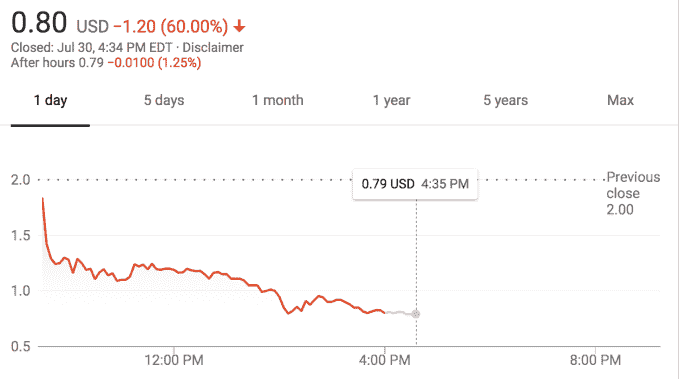 0.80 USD −1.20 (60.00%) ↓
Closed: Jul 30, 4:34 PM EDT · Disclaimer
After hours 0.79 −0.0100 (1.25%)
1 day 5 days 1 month 1 year 5 years Max
2.0
0.79 USD 4:35 PM
Previous
close
2.00
1.5
1.0
0.5
12:00 PM 4:00 PM 8:00 PM